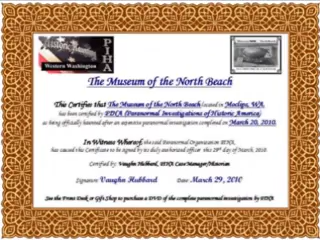 Western Washington
PIHA
The Museum of the North Beach
This Certifies that The Museum of the North Beach located in Moclips, WA.
has been certified by PIHA (Paranormal Investigations of Historic America)
as being officially haunted after an extensive paranormal investigation completed on March 20, 2010.
In Witness Whereof, the said Paranormal Organization PIHA,
has caused this Certificate to be signed by its duly authorized officer this 29th day of March, 2010.
Certified by: Vaughn Hubbard, PIHA Case Manager/Historian
Signature: Vaughn Hubbard Date: March 29, 2010
See the Front Desk or Gift Shop to purchase a DVD of the complete paranormal investigation by PIHA